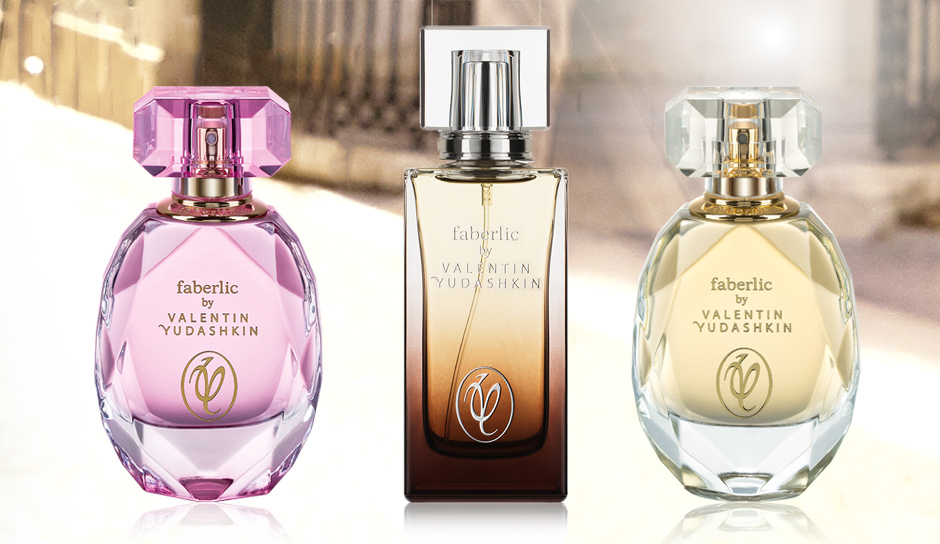 faberlic
by
VALENTIN
YUDASHKIN
faberlic
by
VALENTIN
YUDASHKIN
faberlic
by
VALENTIN
YUDASHKIN